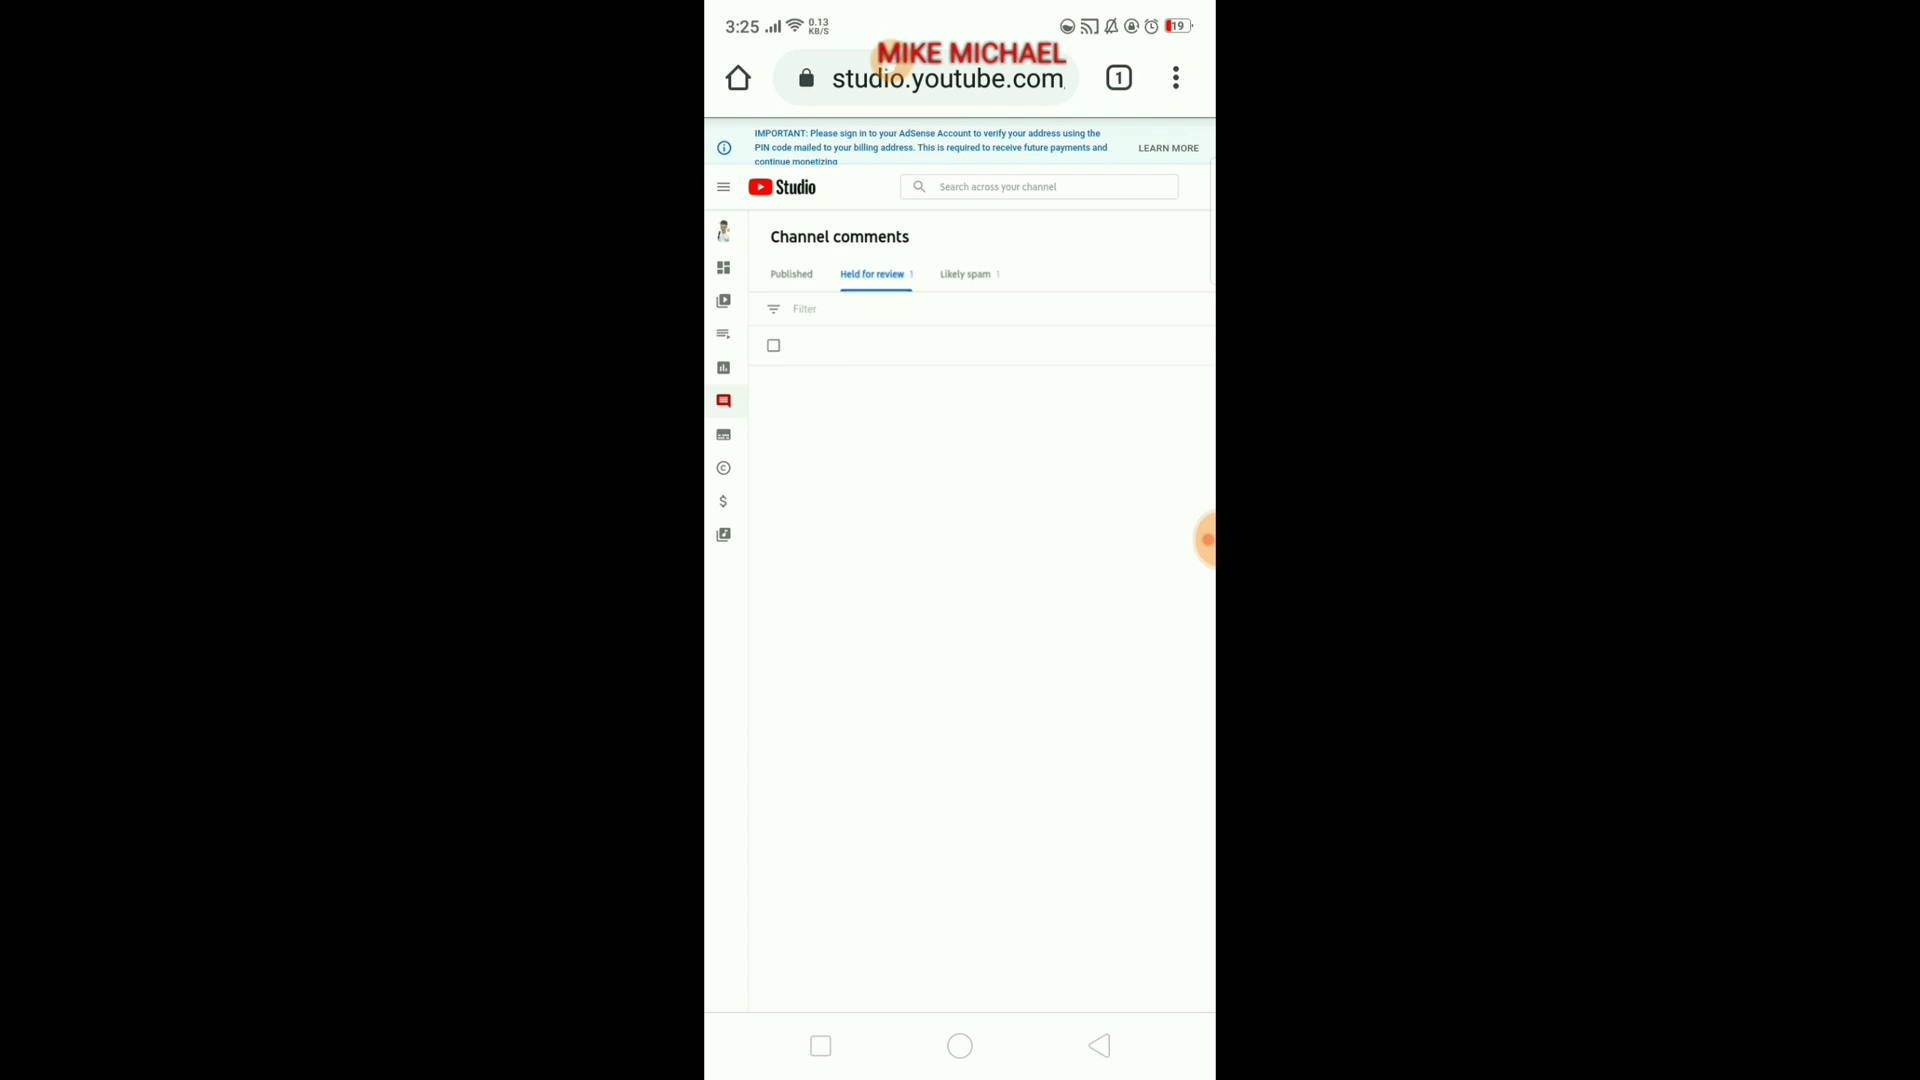 3:25 0.13 KB/S 19
MIKE MICHAEL
studio.youtube.com 1
IMPORTANT: Please sign in to your AdSense Account to verify your address using the
PIN code mailed to your billing address. This is required to receive future payments and
continue monetizing
LEARN MORE
Studio
Search across your channel
Channel comments
Published Held for review 1 Likely spam 1
Filter